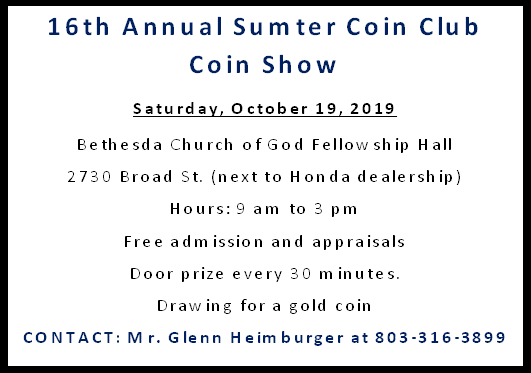 16th Annual Sumter Coin Club
Coin Show
Saturday, October 19, 2019
Bethesda Church of God Fellowship Hall
2730 Broad St. (next to Honda dealership)
Hours: 9 am to 3 pm
Free admission and appraisals
Door prize every 30 minutes.
Drawing for a gold coin
CONTACT: Mr. Glenn Heimburger at 803-316-3899